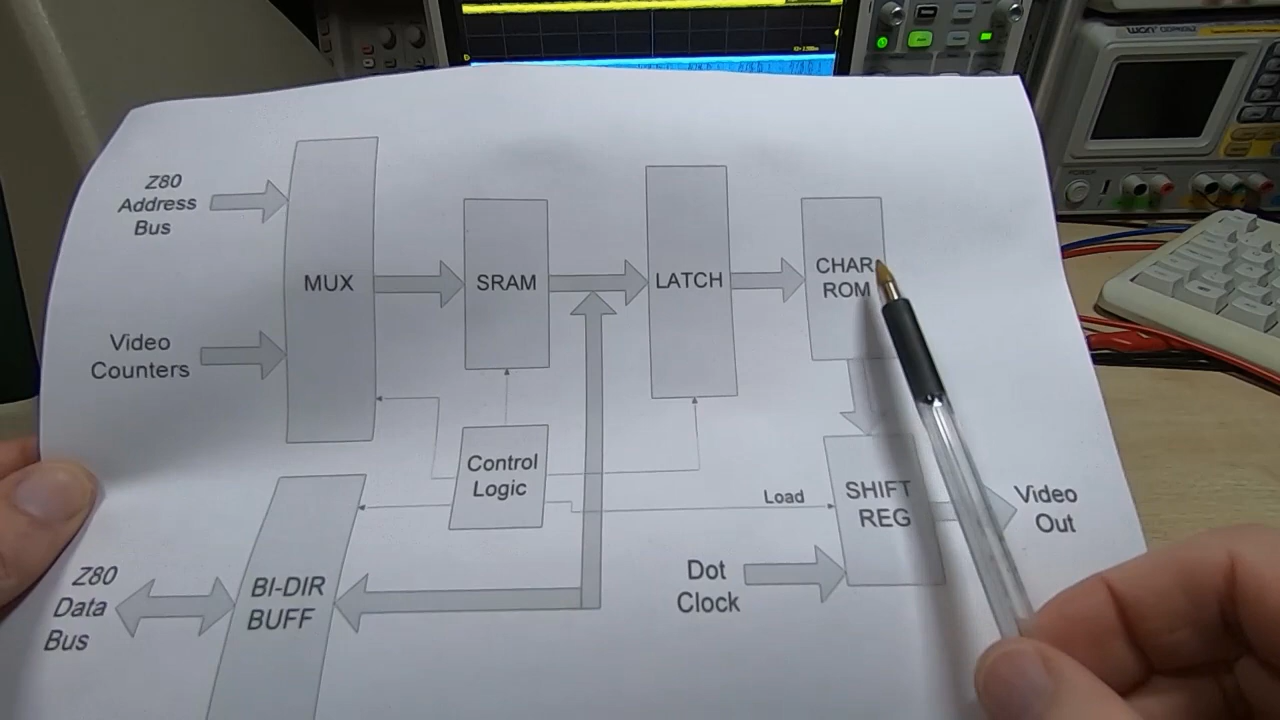 Z80
Address
Bus
Video
Counters
MUX
SRAM
LATCH
CHAR
ROM
Control
Logic
Load
SHIFT
REG
Video
Out
Dot
Clock
Z80
Data
Bus
BI-DIR
BUFF